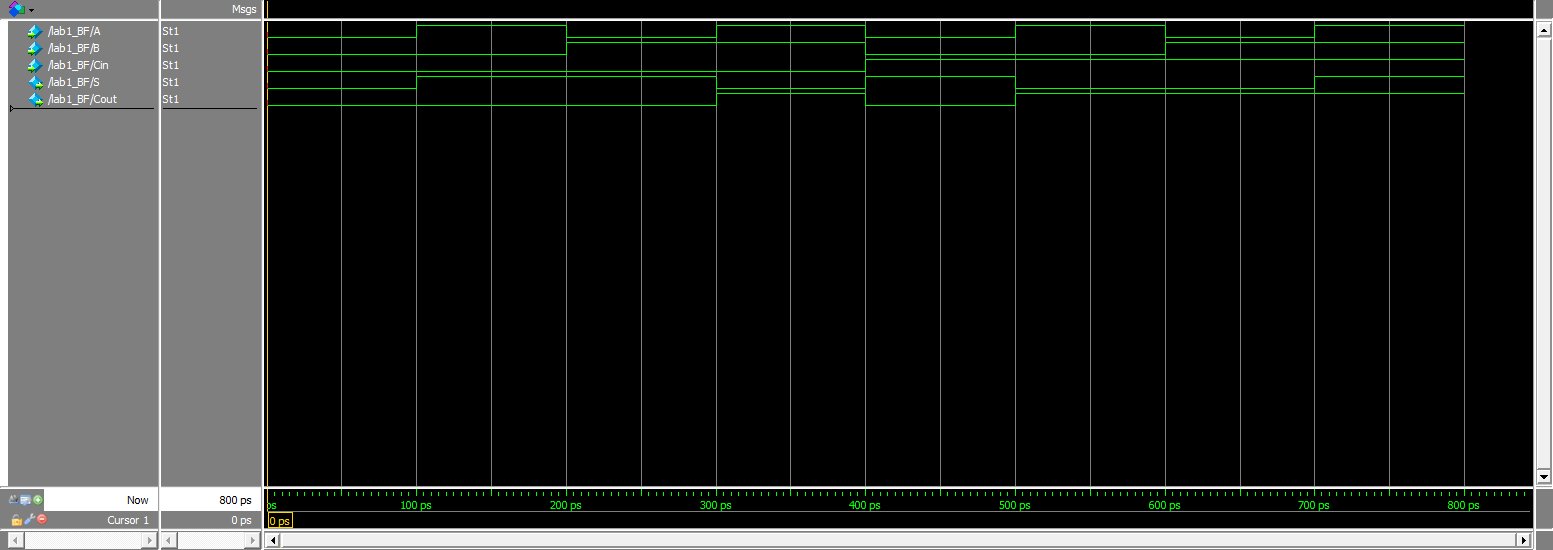 Msgs
/lab1_BF/A St1
/lab1_BF/B St1
/lab1_BF/Cin St1
/lab1_BF/S St1
/lab1_BF/Cout St1
Now 800 ps
ps 100 ps 200 ps 300 ps 400 ps 500 ps 600 ps 700 ps 800 ps
Cursor 1 0 ps 0 ps